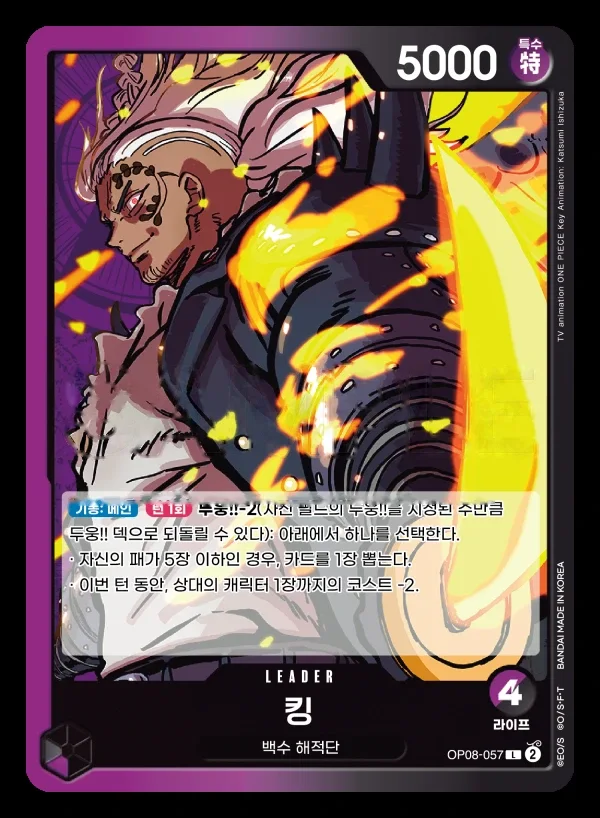 5000
특수
特
TV animation ONE PIECE Key Animation: Katsumi Ishizuka
기동: 메인 턴 1회 두웅!!-2(자신 필드의 두웅!!을 지정된 수만큼
두웅!! 덱으로 되돌릴 수 있다): 아래에서 하나를 선택한다.
· 자신의 패가 5장 이하인 경우, 카드를 1장 뽑는다.
· 이번 턴 동안, 상대의 캐릭터 1장까지의 코스트 -2.
BANDAI MADE IN KOREA
©E.O/S ©O/S·F·T
LEADER
4
라이프
킹
백수 해적단
OP08-057 L 2